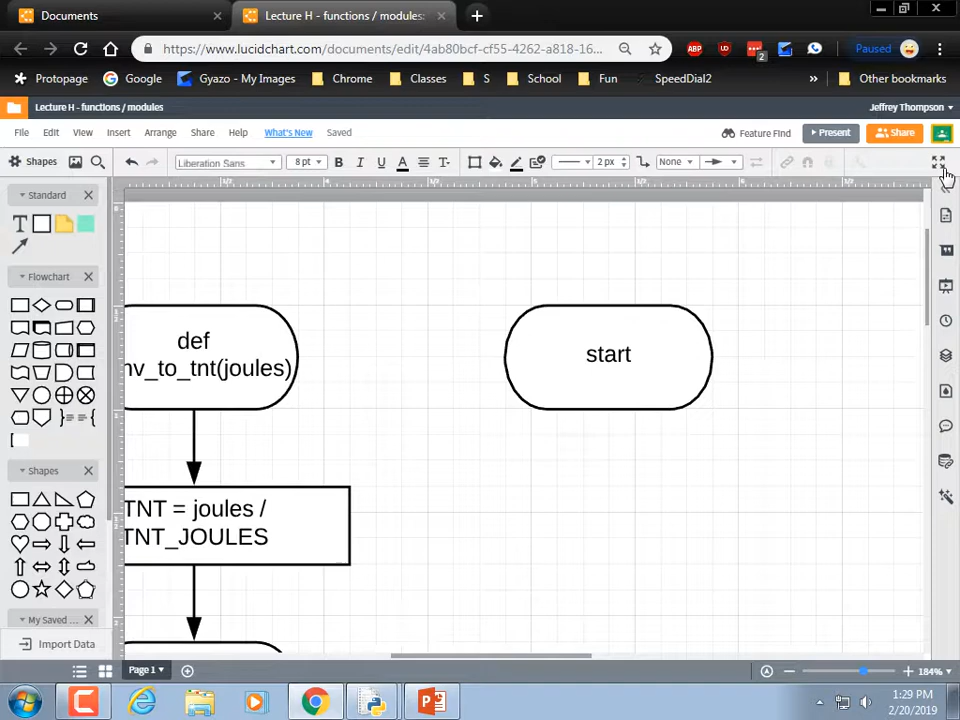 Documents
Lecture H - functions / modules:
https://www.lucidchart.com/documents/edit/4ab80bcf-cf55-4262-a818-16...
ABP
2
Paused
Protopage
Google
Gyazo - My Images
Chrome
Classes
S
School
Fun
SpeedDial2
»
Other bookmarks
Lecture H - functions / modules
Jeffrey Thompson
File
Edit
View
Insert
Arrange
Share
Help
What's New
Saved
Feature Find
Present
Share
Shapes
Liberation Sans
8 pt
B
I
U
A
T
2 px
None
Standard
T
Flowchart
Shapes
My Saved ...
Import Data
def
nv_to_tnt(joules)
TNT = joules /
TNT_JOULES
start
Page 1
184%
1:29 PM
2/20/2019